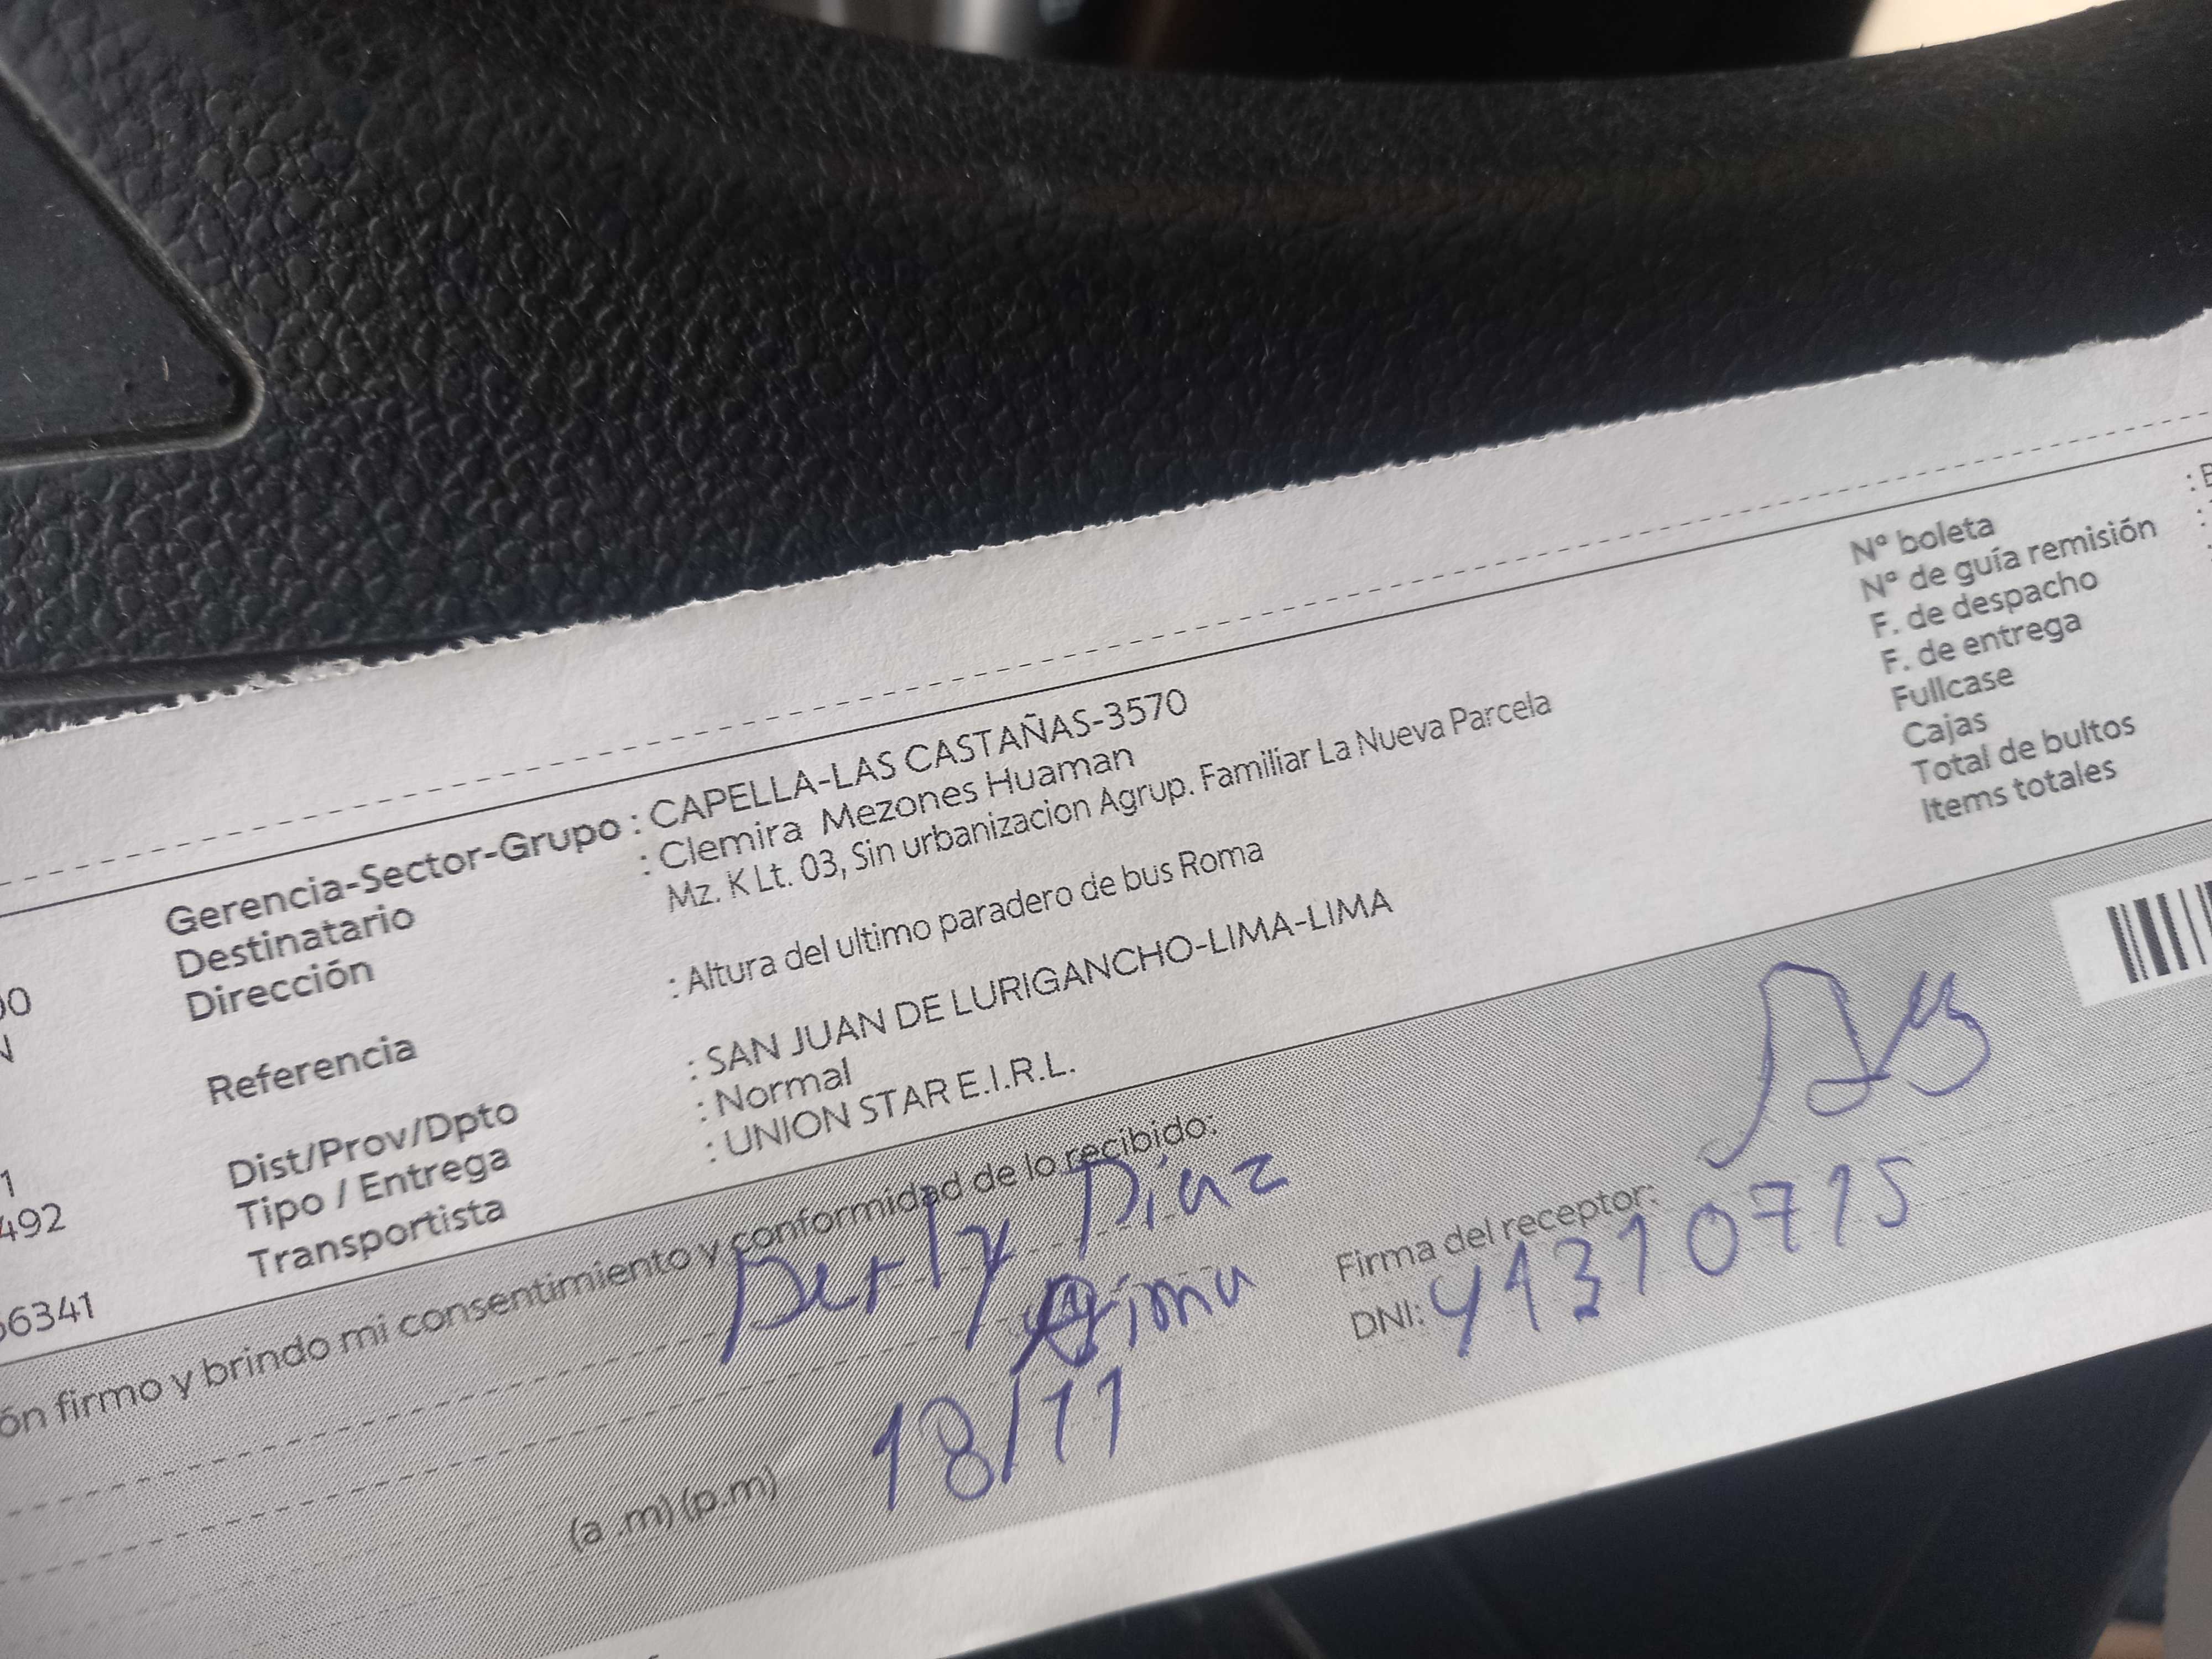 Gerencia-Sector-Grupo : CAPELLA-LAS CASTAÑAS-3570
Destinatario : Clemira Mezones Huaman
Dirección Mz. K Lt. 03, Sin urbanizacion Agrup. Familiar La Nueva Parcela
Referencia : Altura del ultimo paradero de bus Roma
Dist/Prov/Dpto : SAN JUAN DE LURIGANCHO-LIMA-LIMA
Tipo / Entrega : Normal
Transportista : UNION STAR E.I.R.L.
Nº boleta
Nº de guía remisión
F. de despacho
F. de entrega
Fullcase
Cajas
Total de bultos
Items totales
00
N
1
492
66341
ón firmo y brindo mi consentimiento y conformidad de lo recibido:
Derly Diaz
(a .m) (p.m)
18/11
Firma del receptor:
DNI: 41310715